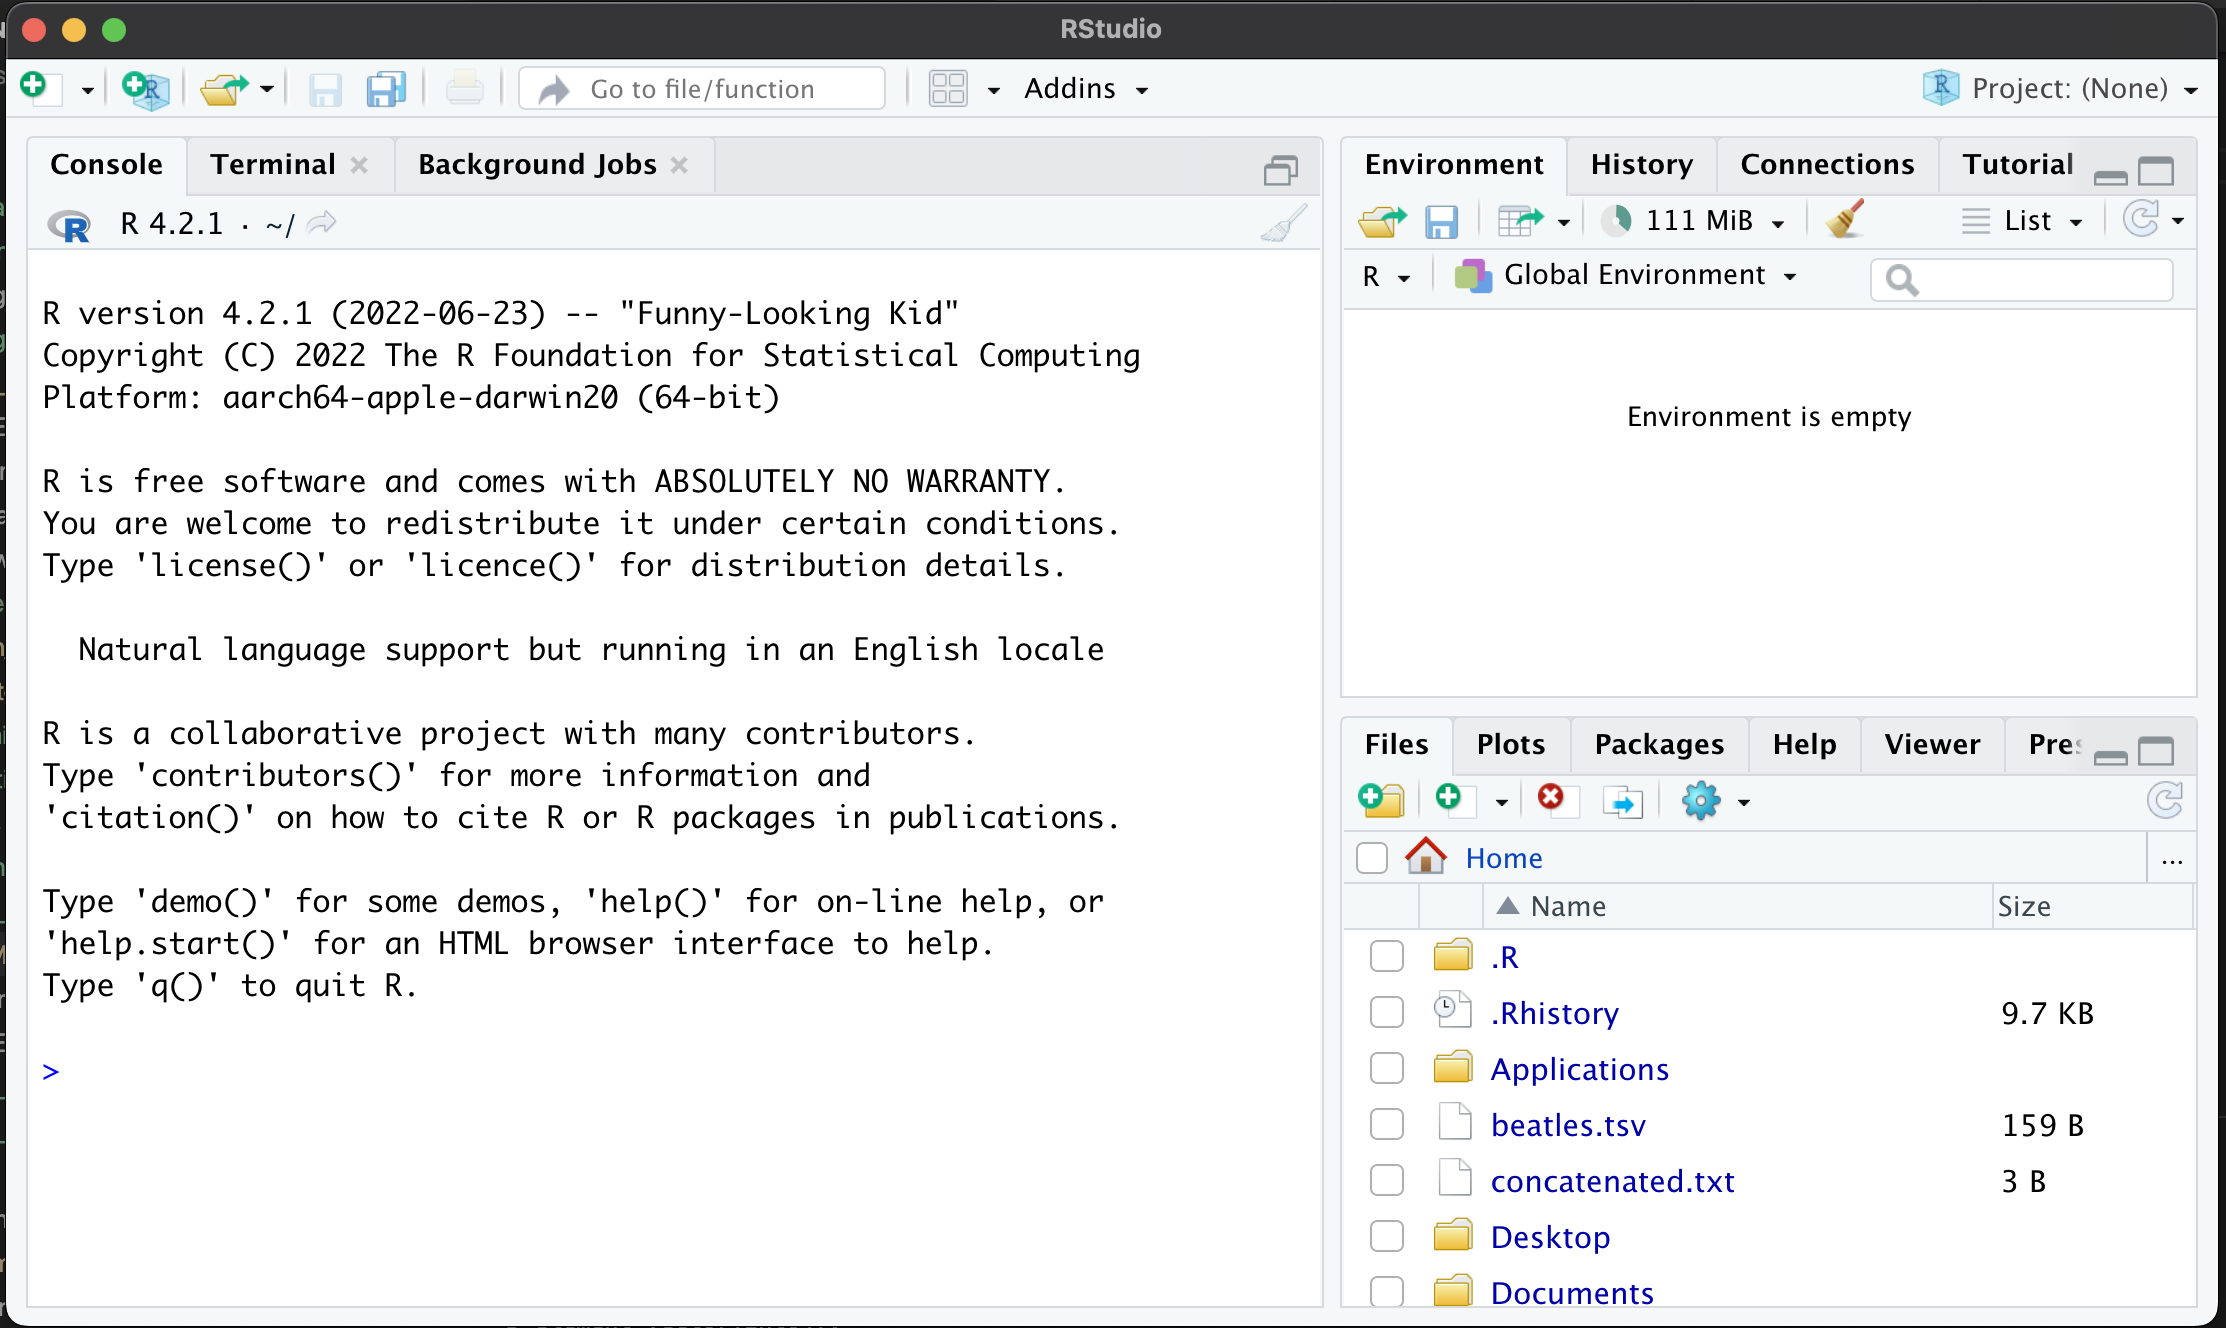 RStudio
Go to file/function
Addins
Project: (None)
Console Terminal Background Jobs
R 4.2.1 · ~/
R version 4.2.1 (2022-06-23) -- "Funny-Looking Kid"
Copyright (C) 2022 The R Foundation for Statistical Computing
Platform: aarch64-apple-darwin20 (64-bit)
R is free software and comes with ABSOLUTELY NO WARRANTY.
You are welcome to redistribute it under certain conditions.
Type 'license()' or 'licence()' for distribution details.
Natural language support but running in an English locale
R is a collaborative project with many contributors.
Type 'contributors()' for more information and
'citation()' on how to cite R or R packages in publications.
Type 'demo()' for some demos, 'help()' for on-line help, or
'help.start()' for an HTML browser interface to help.
Type 'q()' to quit R.
>
Environment History Connections Tutorial
111 MiB List
R Global Environment
Environment is empty
Files Plots Packages Help Viewer Pres
Home ...
Name Size
.R
.Rhistory 9.7 KB
Applications
beatles.tsv 159 B
concatenated.txt 3 B
Desktop
Documents